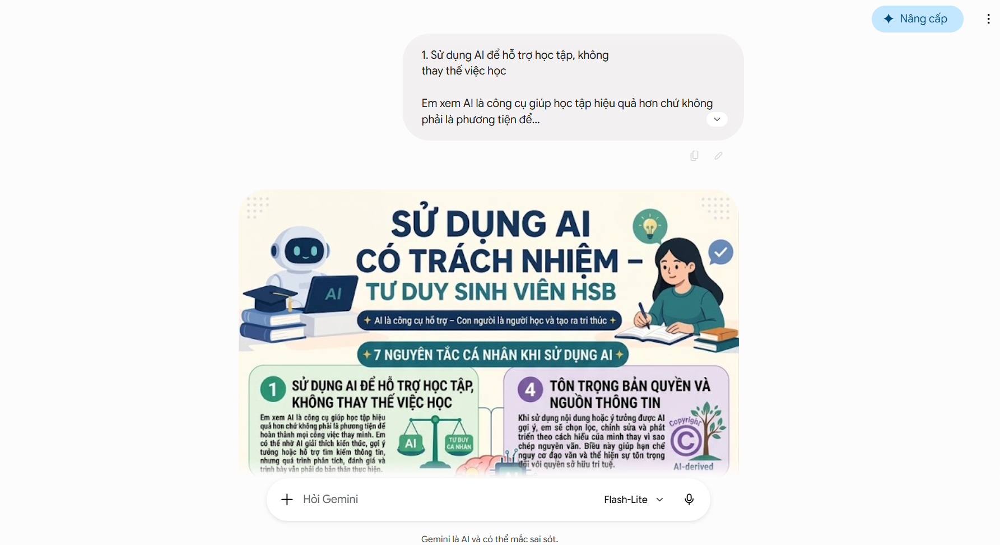 Nâng cấp
1. Sử dụng AI để hỗ trợ học tập, không
thay thế việc học
Em xem AI là công cụ giúp học tập hiệu quả hơn chứ không
phải là phương tiện để...
SỬ DỤNG AI
CÓ TRÁCH NHIỆM –
TƯ DUY SINH VIÊN HSB
AI
AI là công cụ hỗ trợ – Con người là người học và tạo ra tri thức
7 NGUYÊN TẮC CÁ NHÂN KHI SỬ DỤNG AI
1
SỬ DỤNG AI ĐỂ HỖ TRỢ HỌC TẬP,
KHÔNG THAY THẾ VIỆC HỌC
Em xem AI là công cụ giúp học tập hiệu
quả hơn chứ không phải là phương tiện để
hoàn thành mọi công việc thay mình. Em
có thể nhờ AI giải thích kiến thức, gợi ý
tưởng hoặc hỗ trợ tìm kiếm thông tin,
nhưng quá trình phân tích, đánh giá và
trình bày vẫn phải do bản thân thực hiện.
AI
TƯ DUY
CÁ NHÂN
4
TÔN TRỌNG BẢN QUYỀN VÀ
NGUỒN THÔNG TIN
Khi sử dụng nội dung hoặc ý tưởng được AI
gợi ý, em sẽ chọn lọc, chỉnh sửa và phát
triển theo cách hiểu của mình thay vì sao
chép nguyên văn. Điều này giúp hạn chế
nguy cơ đạo văn và thể hiện sự tôn trọng
đối với quyền sở hữu trí tuệ.
Copyright
C
AI-derived
Hỏi Gemini
Flash-Lite
Gemini là AI và có thể mắc sai sót.